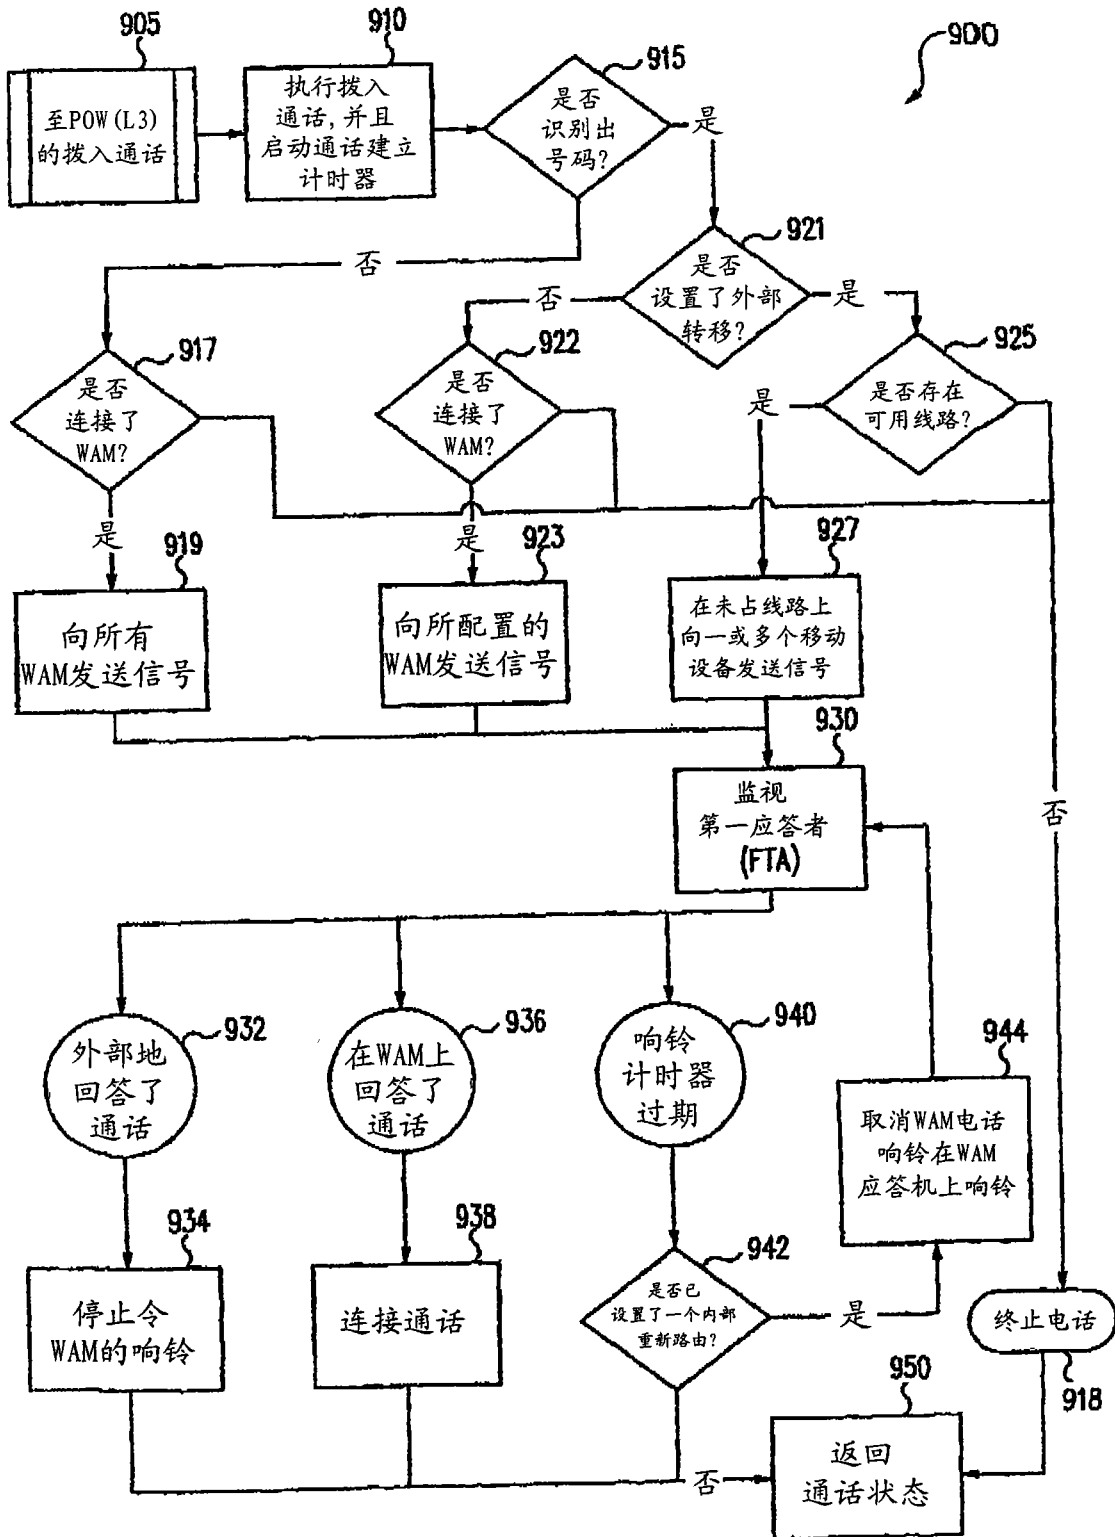 900
905
至POW(L3)
的拨入通话
910
执行拨入
通话,并且
启动通话建立
计时器
915
是否
识别出
号码?
是
否
921
是否
设置了外部
转移?
否
是
917
是否
连接了
WAM?
922
是否
连接了
WAM?
925
是否存在
可用线路?
是
是
是
919
向所有
WAM发送信号
923
向所配置的
WAM发送信号
927
在未占线路上
向一或多个移动
设备发送信号
930
监视
第一应答者
(FTA)
否
932
外部地
回答了
通话
936
在WAM上
回答了
通话
940
响铃
计时器
过期
944
取消WAM电话
响铃在WAM
应答机上响铃
934
停止令
WAM的响铃
938
连接通话
942
是否已
设置了一个内部
重新路由?
是
终止电话
918
否
950
返回
通话状态